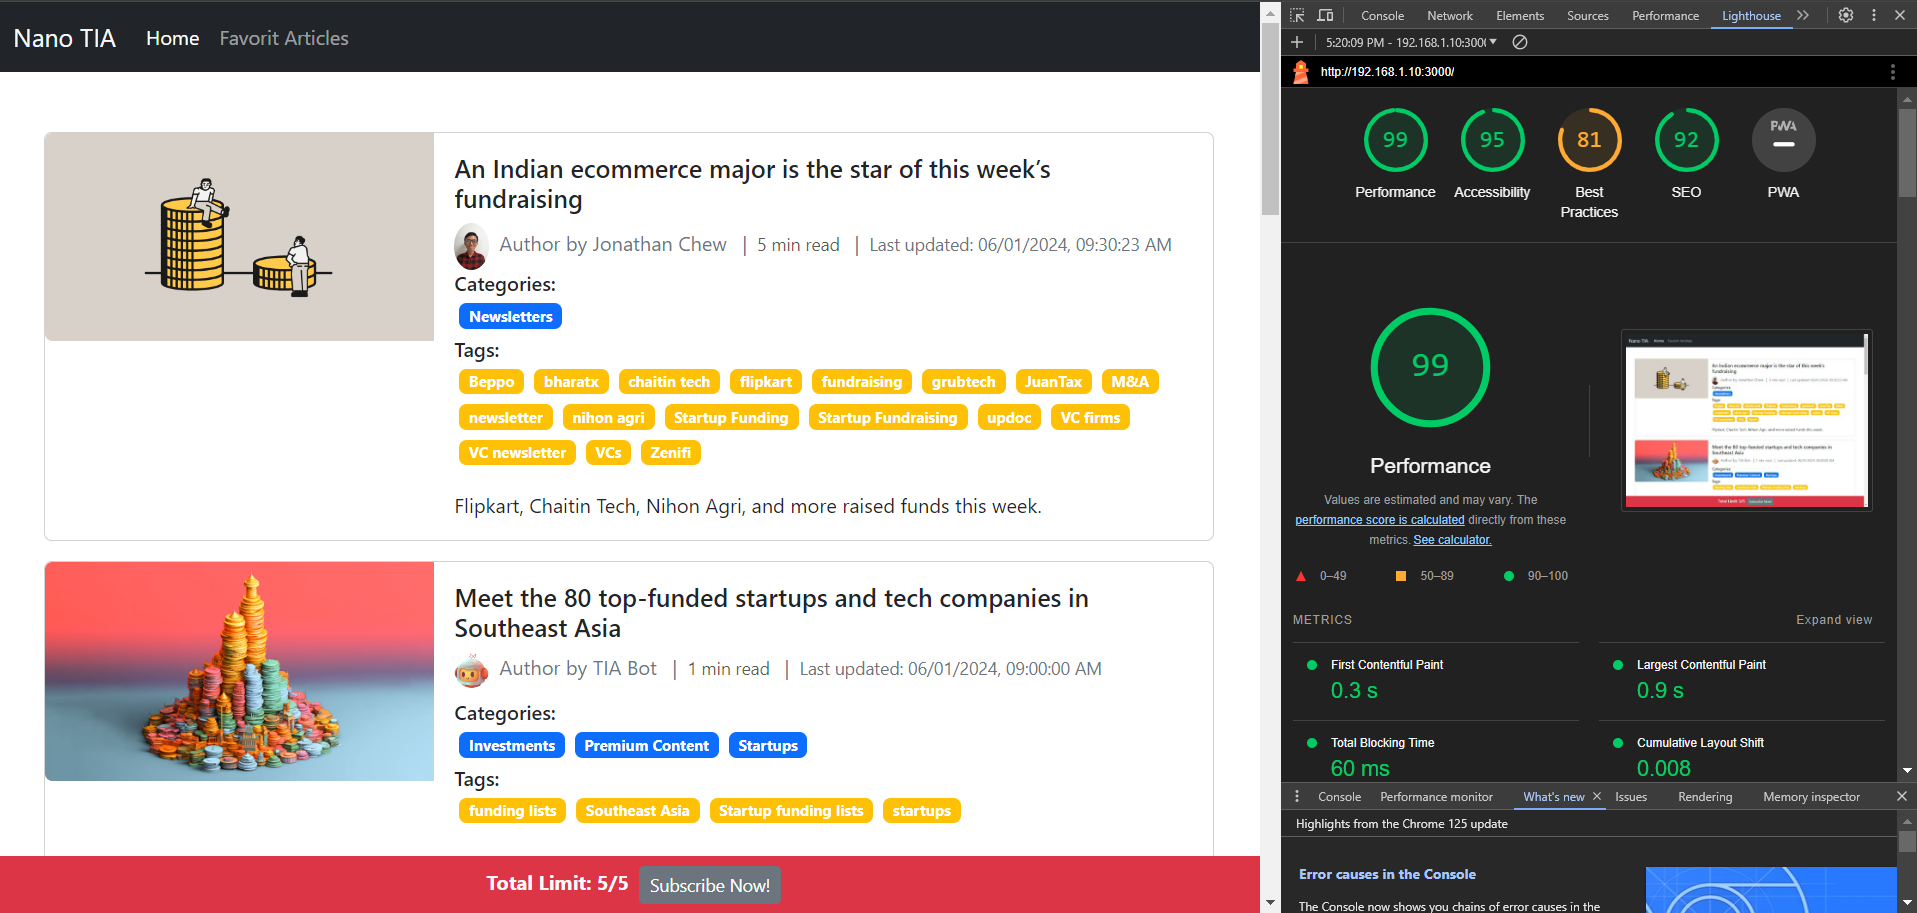 Nano TIA Home Favorit Articles
An Indian ecommerce major is the star of this week’s
fundraising
Author by Jonathan Chew | 5 min read | Last updated: 06/01/2024, 09:30:23 AM
Categories:
Newsletters
Tags:
Beppo bharatx chaitin tech flipkart fundraising grubtech JuanTax M&A
newsletter nihon agri Startup Funding Startup Fundraising updoc VC firms
VC newsletter VCs Zenifi
Flipkart, Chaitin Tech, Nihon Agri, and more raised funds this week.
Meet the 80 top-funded startups and tech companies in
Southeast Asia
Author by TIA Bot | 1 min read | Last updated: 06/01/2024, 09:00:00 AM
Categories:
Investments Premium Content Startups
Tags:
funding lists Southeast Asia Startup funding lists startups
Total Limit: 5/5 Subscribe Now!
Console Network Elements Sources Performance Lighthouse
5:20:09 PM - 192.168.1.10:300
http://192.168.1.10:3000/
99 95 81 92 PWA
Performance Accessibility Best Practices SEO PWA
99
Performance
Values are estimated and may vary. The
performance score is calculated directly from these
metrics. See calculator.
0–49 50–89 90–100
METRICS Expand view
First Contentful Paint
0.3 s
Largest Contentful Paint
0.9 s
Total Blocking Time
60 ms
Cumulative Layout Shift
0.008
Console Performance monitor What's new Issues Rendering Memory inspector
Highlights from the Chrome 125 update
Error causes in the Console
The Console now shows you chains of error causes in the